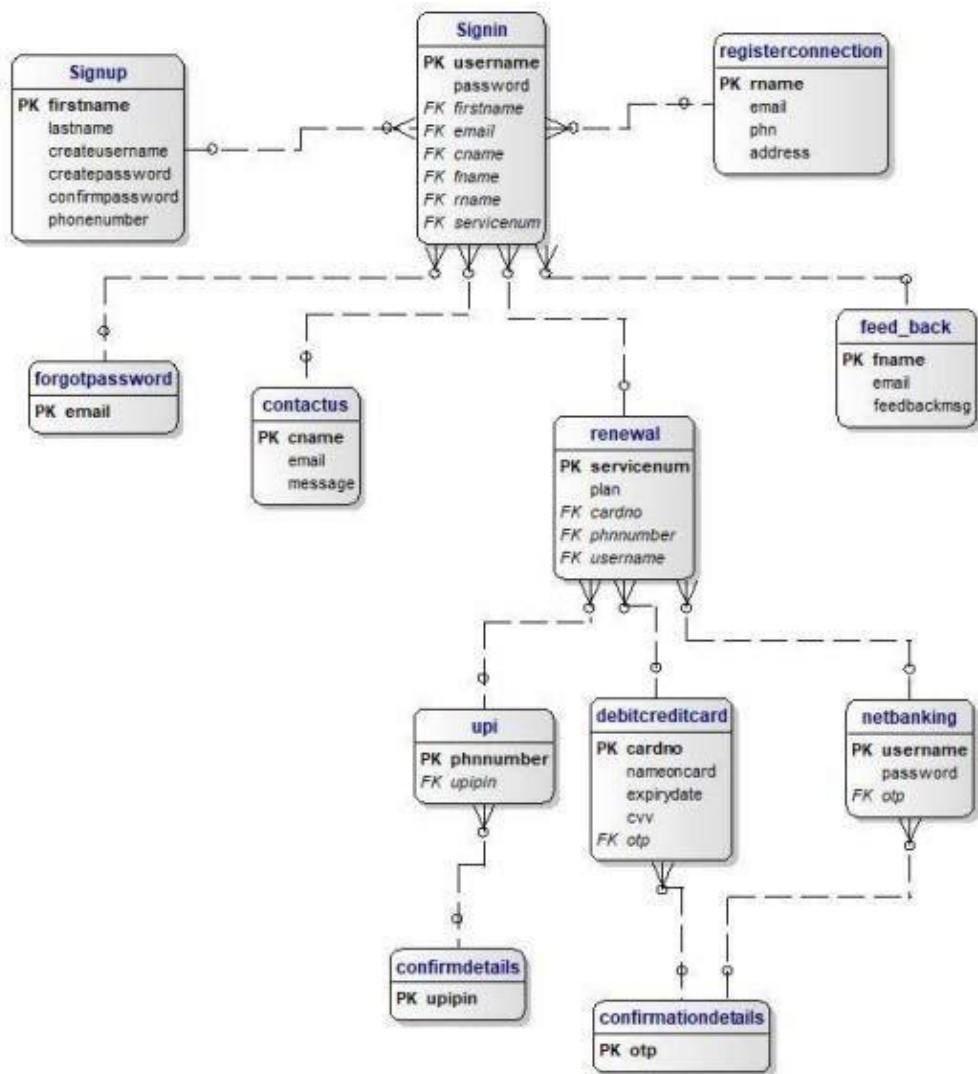 Signup
PK firstname
lastname
createusername
createpassword
confirmpassword
phonenumber
Signin
PK username
password
FK firstname
FK email
FK cname
FK fname
FK rname
FK servicenum
registerconnection
PK rname
email
phn
address
forgotpassword
PK email
contactus
PK cname
email
message
renewal
PK servicenum
plan
FK cardno
FK phnnumber
FK username
feed_back
PK fname
email
feedbackmsg
upi
PK phnnumber
FK upipin
debitcreditcard
PK cardno
nameoncard
expirydate
cvv
FK otp
netbanking
PK username
password
FK otp
confirmdetails
PK upipin
confirmationdetails
PK otp